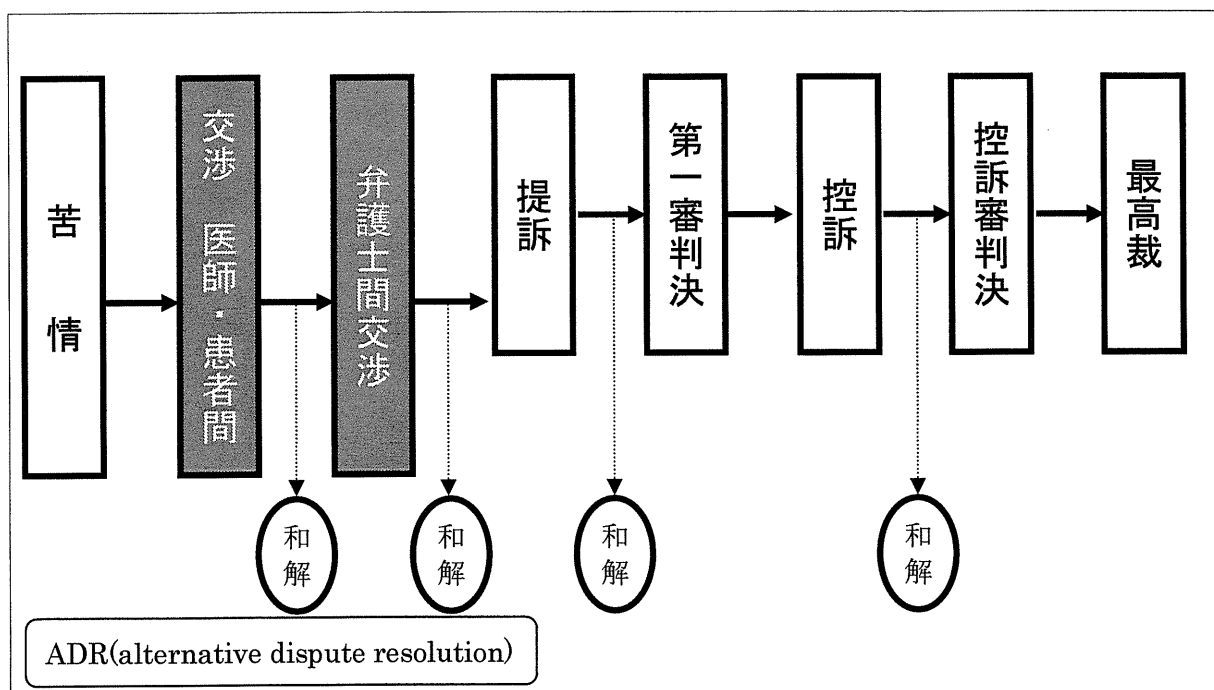 苦情
交渉 医師・患者間
弁護士間交渉
提訴
第一審判決
控訴
控訴審判決
最高裁
和解
和解
和解
和解
ADR(alternative dispute resolution)